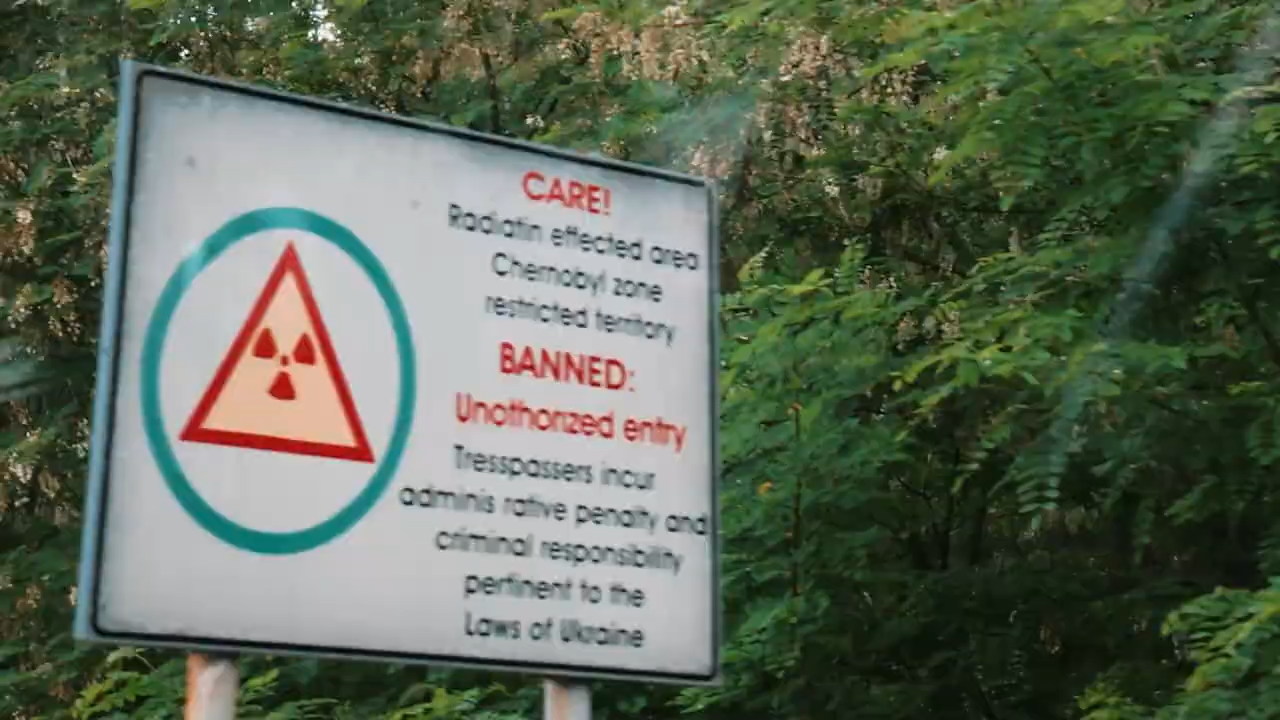 CARE!
Radiatin effected area
Chernobyl zone
restricted territory
BANNED:
Unothorized entry
Tresspassers incur
adminis rative penalty and
criminal responsibility
pertinent to the
Laws of Ukraine